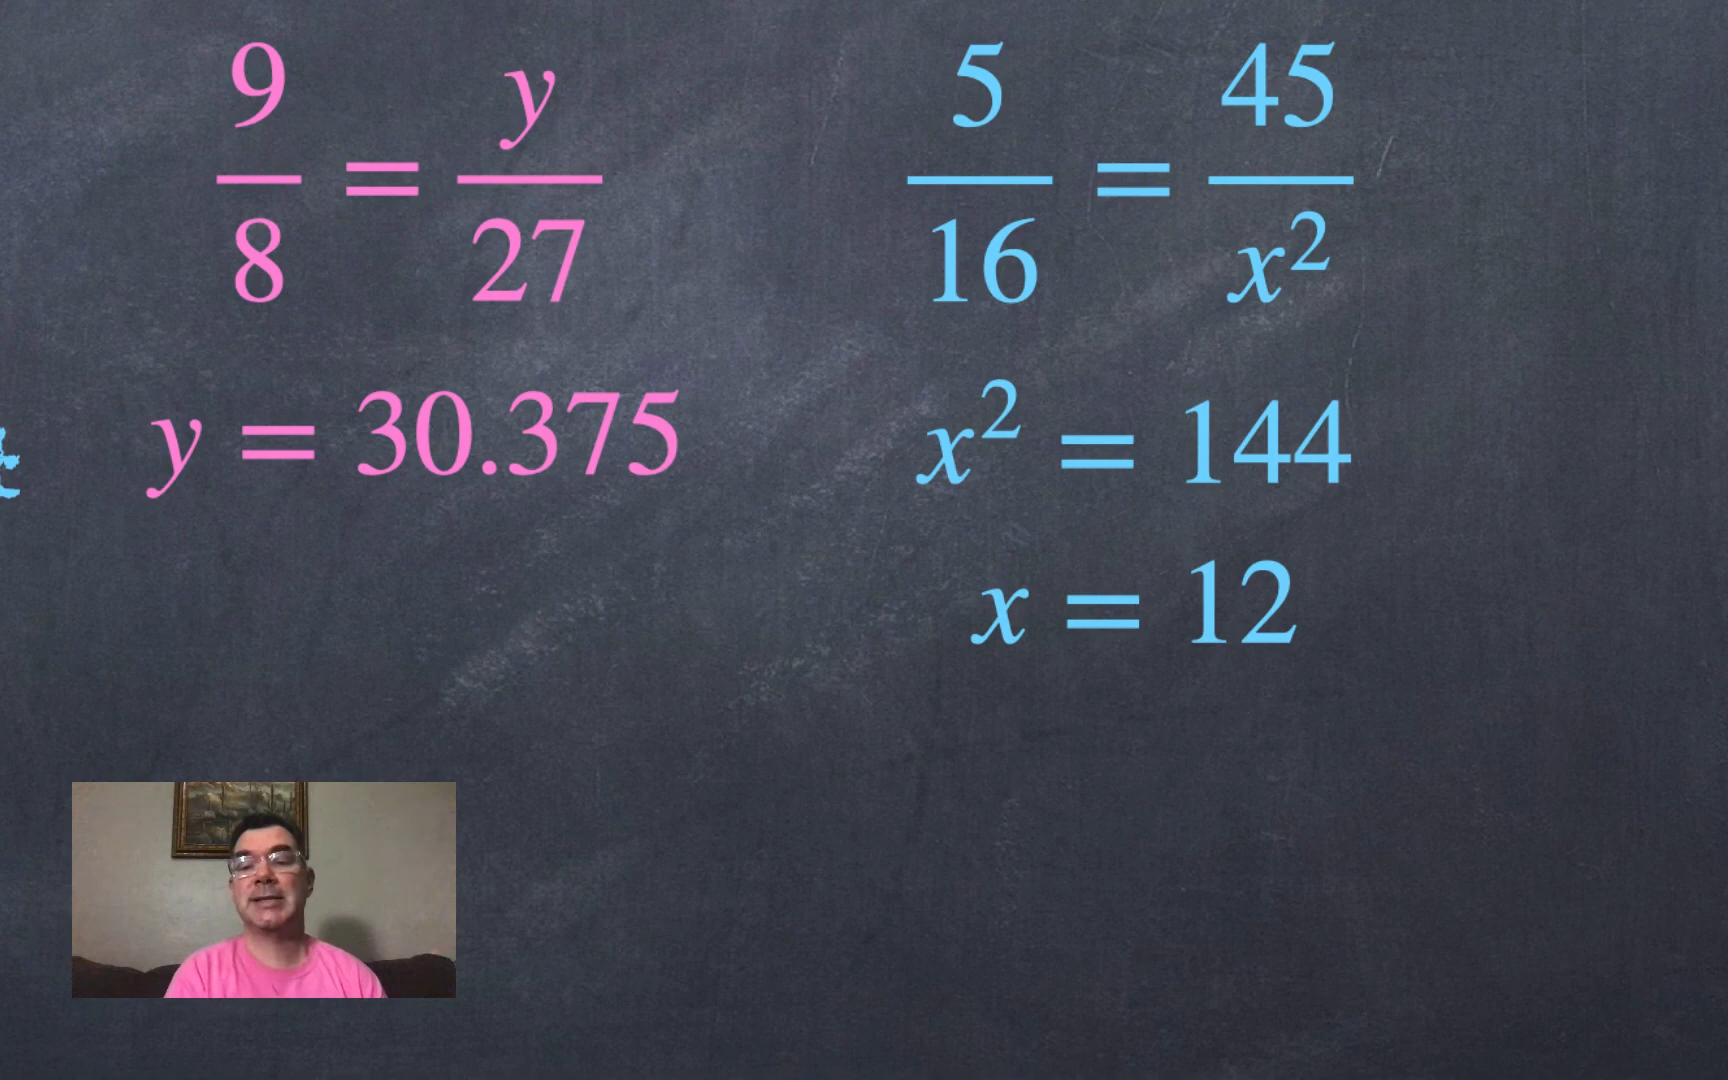 9/8 = y/27
y = 30.375
5/16 = 45/x²
x² = 144
x = 12